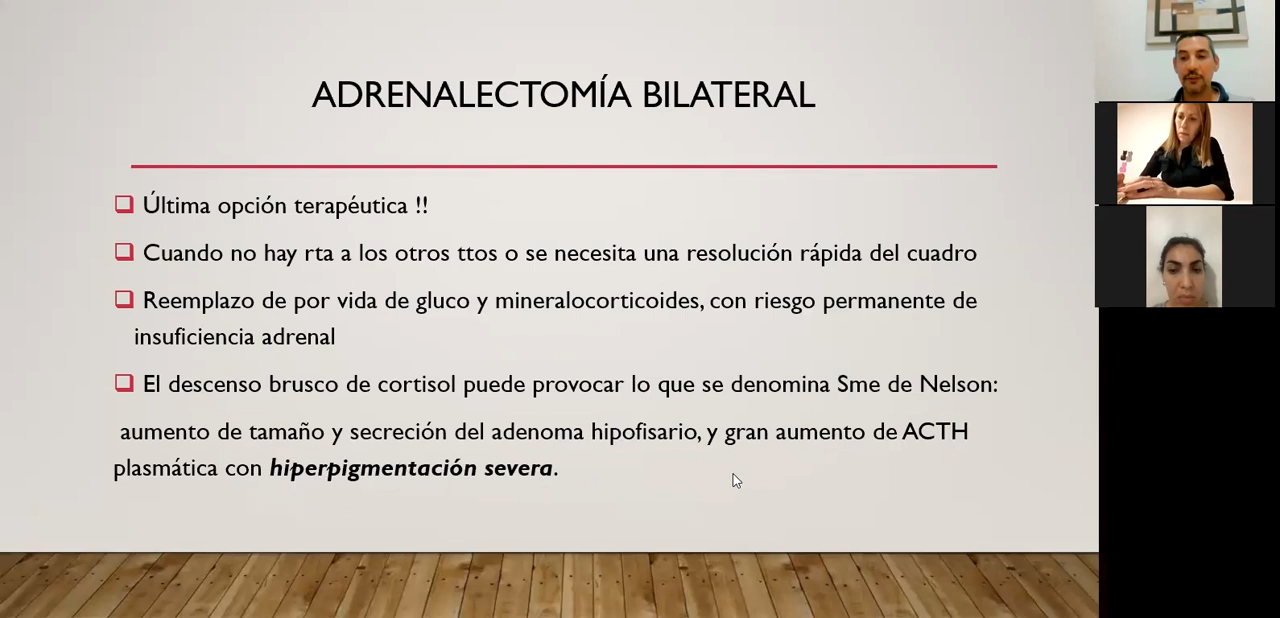 ADRENALECTOMÍA BILATERAL
Última opción terapéutica !!
Cuando no hay rta a los otros ttos o se necesita una resolución rápida del cuadro
Reemplazo de por vida de gluco y mineralocorticoides, con riesgo permanente de
insuficiencia adrenal
El descenso brusco de cortisol puede provocar lo que se denomina Sme de Nelson:
aumento de tamaño y secreción del adenoma hipofisario, y gran aumento de ACTH
plasmática con hiperpigmentación severa.